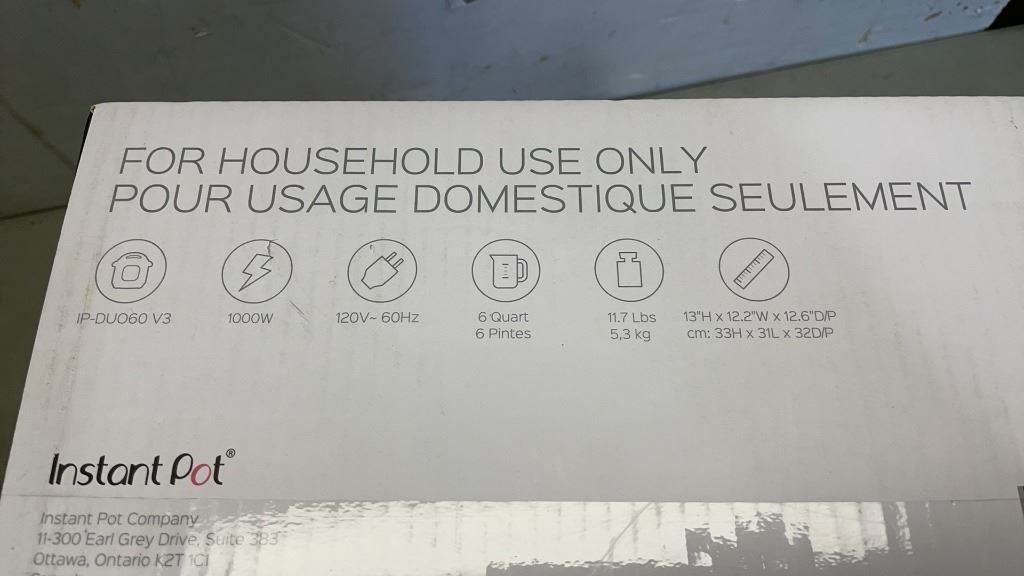 FOR HOUSEHOLD USE ONLY
POUR USAGE DOMESTIQUE SEULEMENT
IP-DUO60 V3
1000W
120V~ 60Hz
6 Quart
6 Pintes
11.7 Lbs
5,3 kg
13"H x 12.2"W x 12.6"D/P
cm: 33H x 31L x 32D/P
Instant Pot®
Instant Pot Company
11-300 Earl Grey Drive, Suite 383
Ottawa, Ontario K2T 1C1